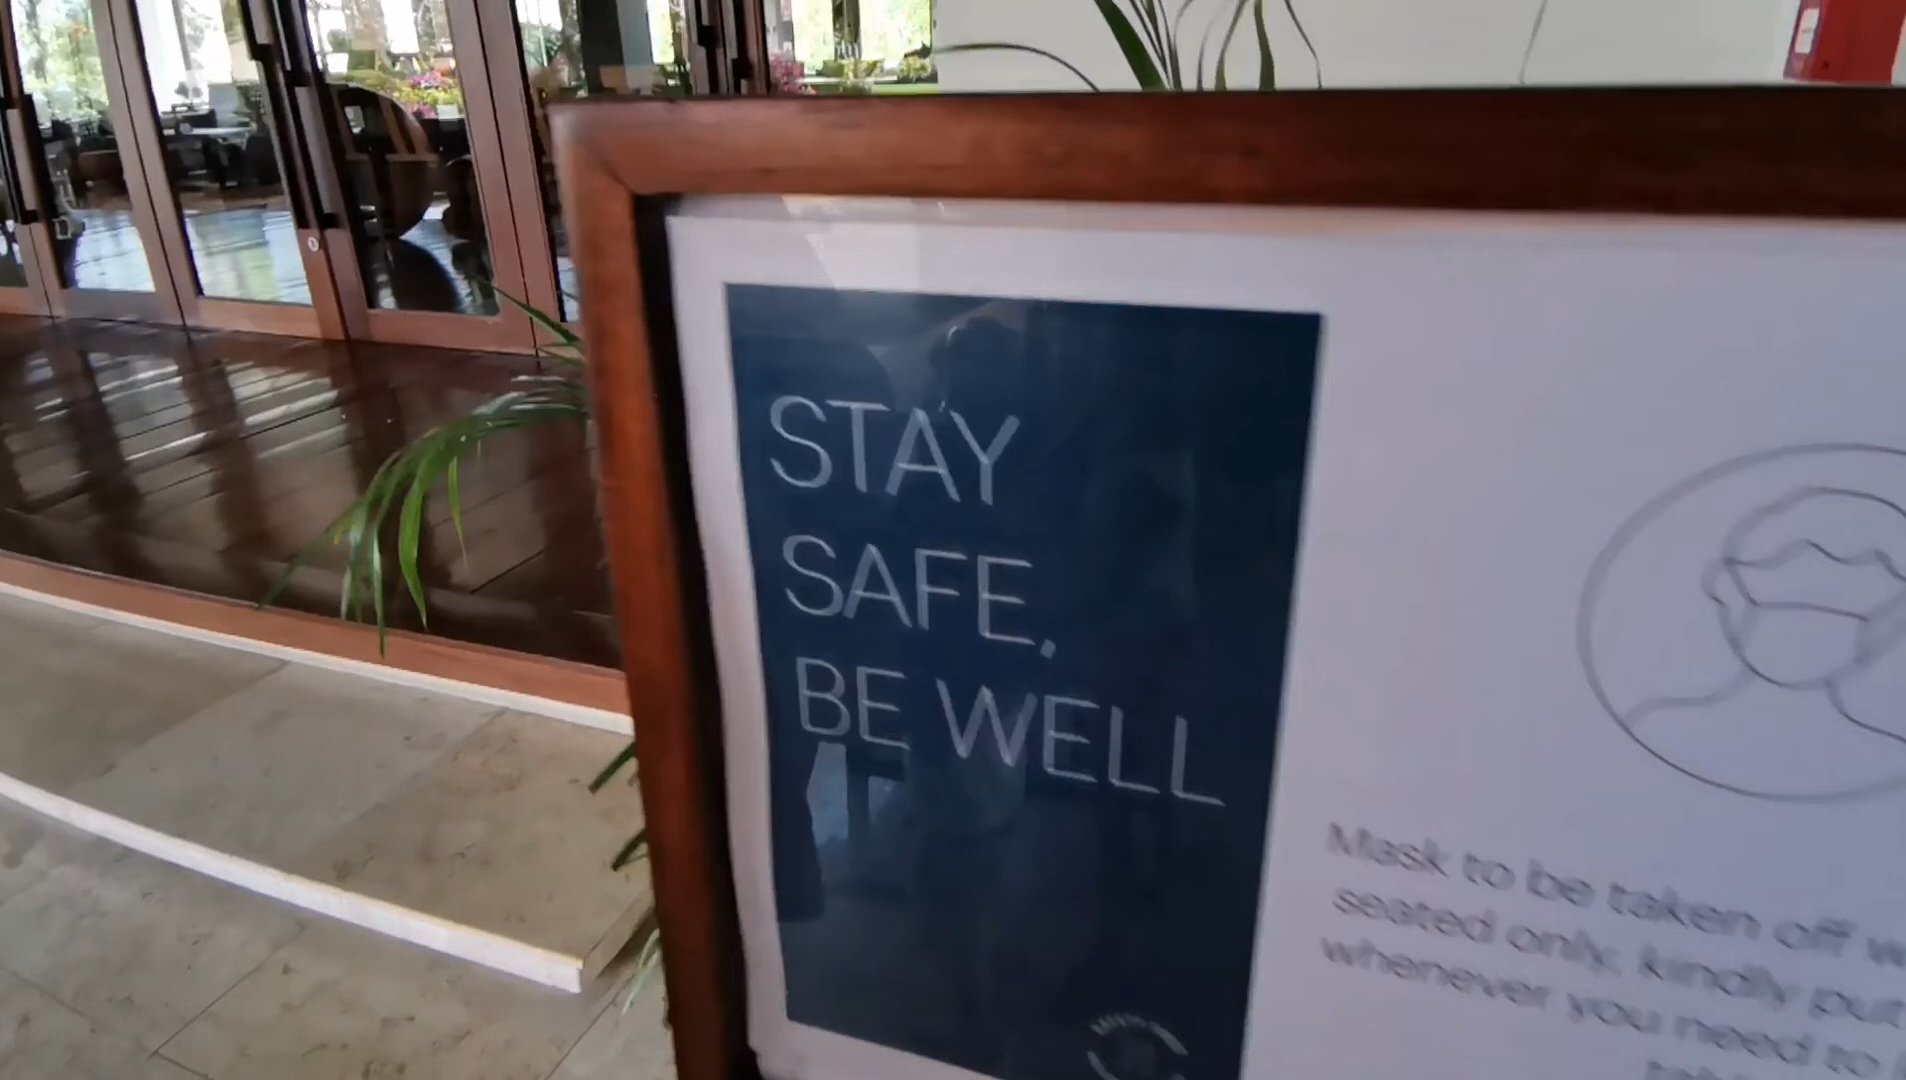 STAY
SAFE.
BE WELL
Mask to be taken off
seated only, kindly put
whenever you need to